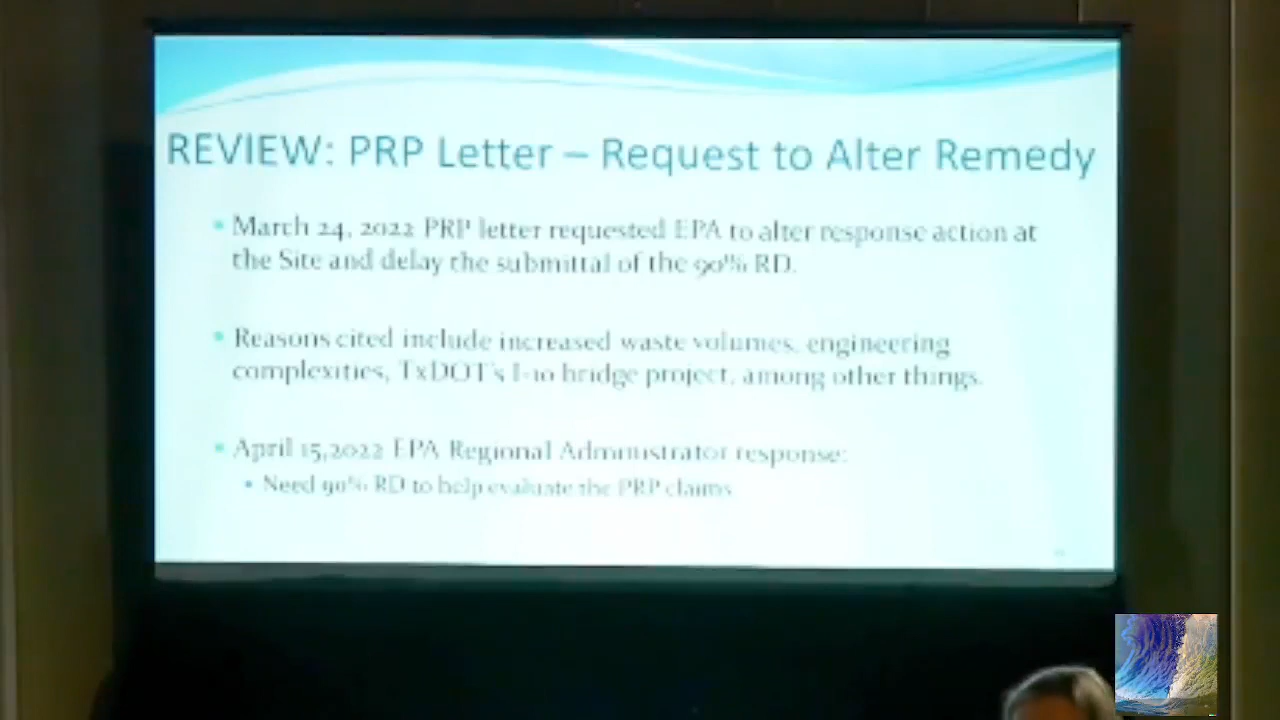 REVIEW: PRP Letter – Request to Alter Remedy
• March 24, 2022 PRP letter requested EPA to alter response action at
the Site and delay the submittal of the 90% RD.
• Reasons cited include increased waste volumes, engineering
complexities, TxDOT's I-10 bridge project, among other things.
• April 15,2022 EPA Regional Administrator response:
• Need 90% RD to help evaluate the PRP claims